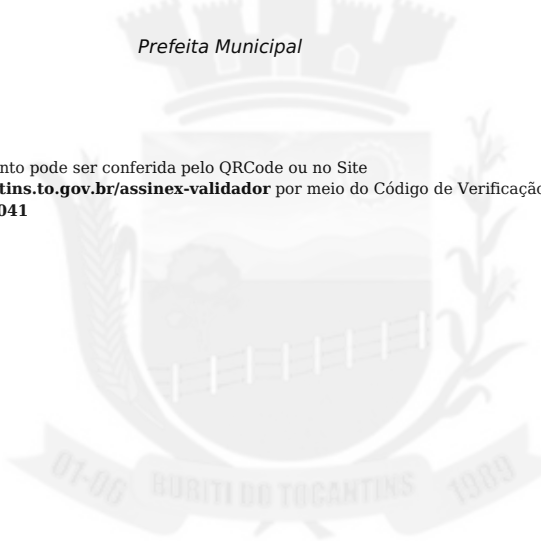 Prefeita Municipal
nto pode ser conferida pelo QRCode ou no Site
tins.to.gov.br/assinex-validador por meio do Código de Verificação
041
01-06 BURITI DO TOCANTINS 1989